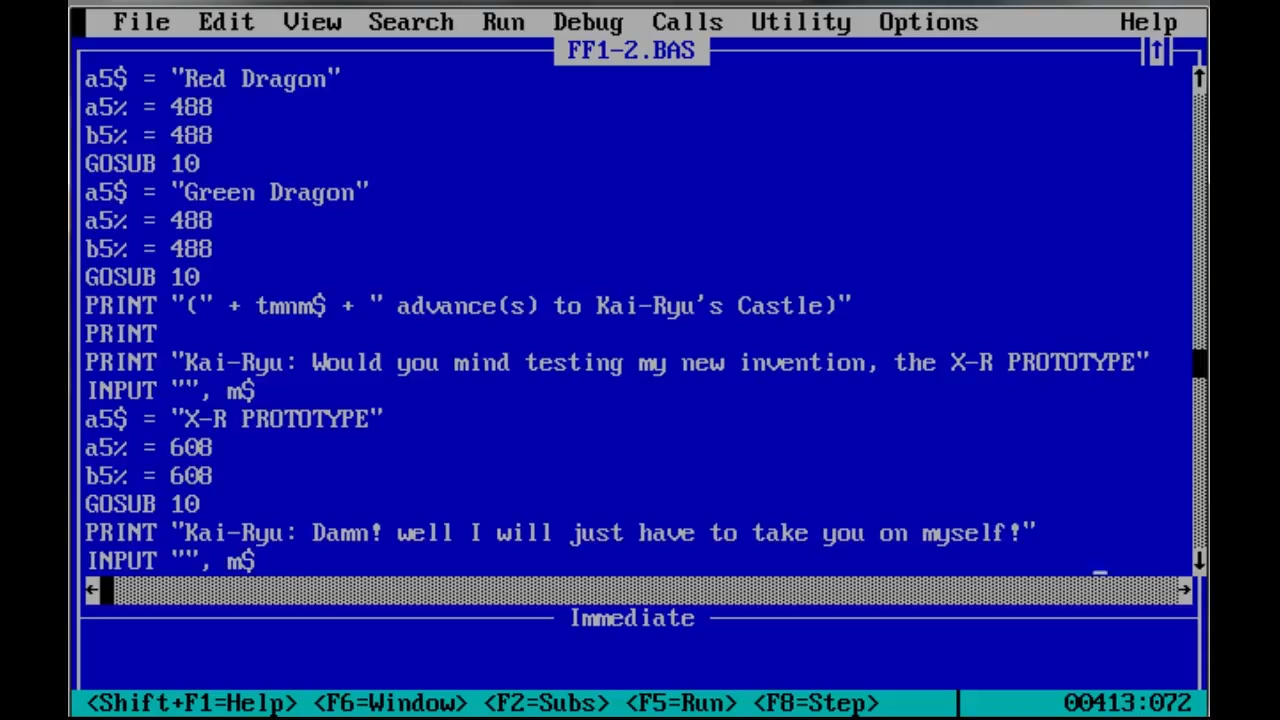 File Edit View Search Run Debug Calls Utility Options Help
FF1-2.BAS
a5$ = "Red Dragon"
a5% = 488
b5% = 488
GOSUB 10
a5$ = "Green Dragon"
a5% = 488
b5% = 488
GOSUB 10
PRINT "(" + tmnm$ + " advance(s) to Kai-Ryu's Castle)"
PRINT
PRINT "Kai-Ryu: Would you mind testing my new invention, the X-R PROTOTYPE"
INPUT "", m$
a5$ = "X-R PROTOTYPE"
a5% = 608
b5% = 608
GOSUB 10
PRINT "Kai-Ryu: Damn! well I will just have to take you on myself!"
INPUT "", m$
Immediate
<Shift+F1=Help> <F6=Window> <F2=Subs> <F5=Run> <F8=Step> 00413:072